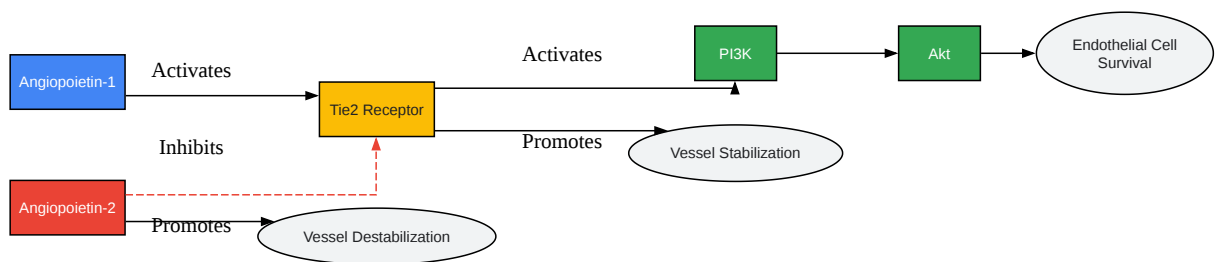 Angiopoietin-1
Activates
Tie2 Receptor
Activates
PI3K
Akt
Endothelial Cell
Survival
Inhibits
Promotes
Vessel Stabilization
Angiopoietin-2
Promotes
Vessel Destabilization